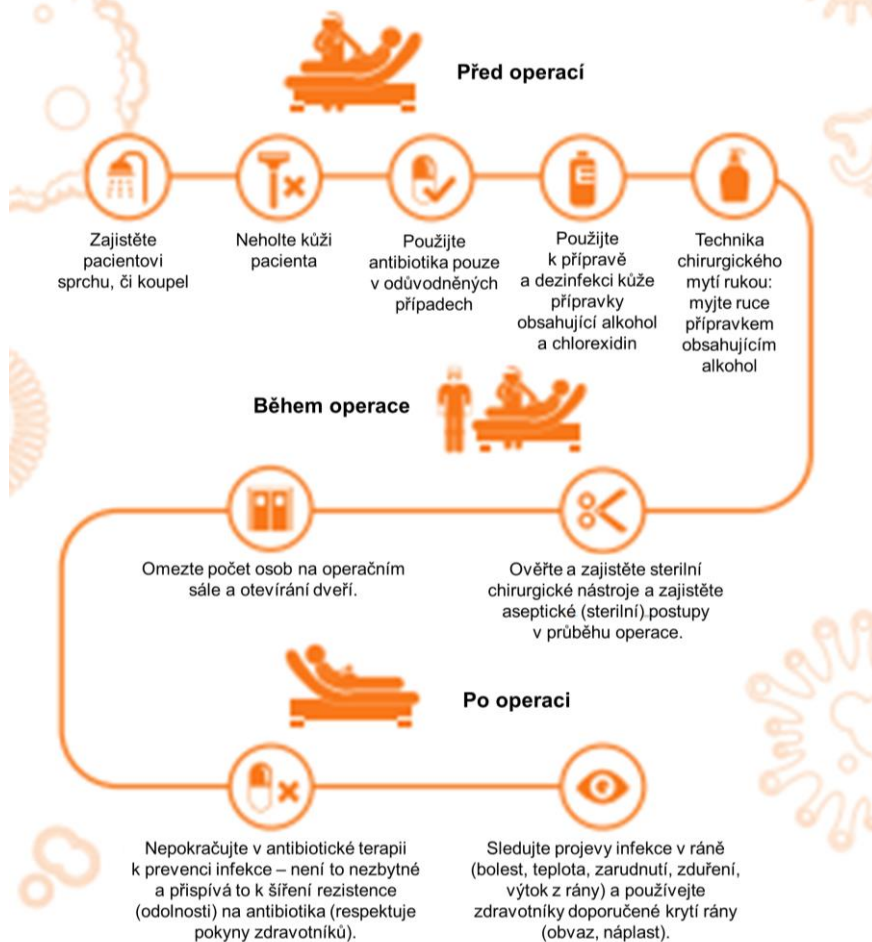 Před operací
Zajistěte
pacientovi
sprchu, či koupel
Neholte kůži
pacienta
Použijte
antibiotika pouze
v odůvodněných
případech
Použijte
k přípravě
a dezinfekci kůže
přípravky
obsahující alkohol
a chlorexidin
Technika
chirurgického
mytí rukou:
myjte ruce
přípravkem
obsahujícím
alkohol
Během operace
Omezte počet osob na operačním
sále a otevírání dveří.
Ověřte a zajistěte sterilní
chirurgické nástroje a zajistěte
aseptické (sterilní) postupy
v průběhu operace.
Po operaci
Nepokračujte v antibiotické terapii
k prevenci infekce – není to nezbytné
a přispívá to k šíření rezistence
(odolnosti) na antibiotika (respektuje
pokyny zdravotníků).
Sledujte projevy infekce v ráně
(bolest, teplota, zarudnutí, zduření,
výtok z rány) a používejte
zdravotníky doporučené krytí rány
(obvaz, náplast).